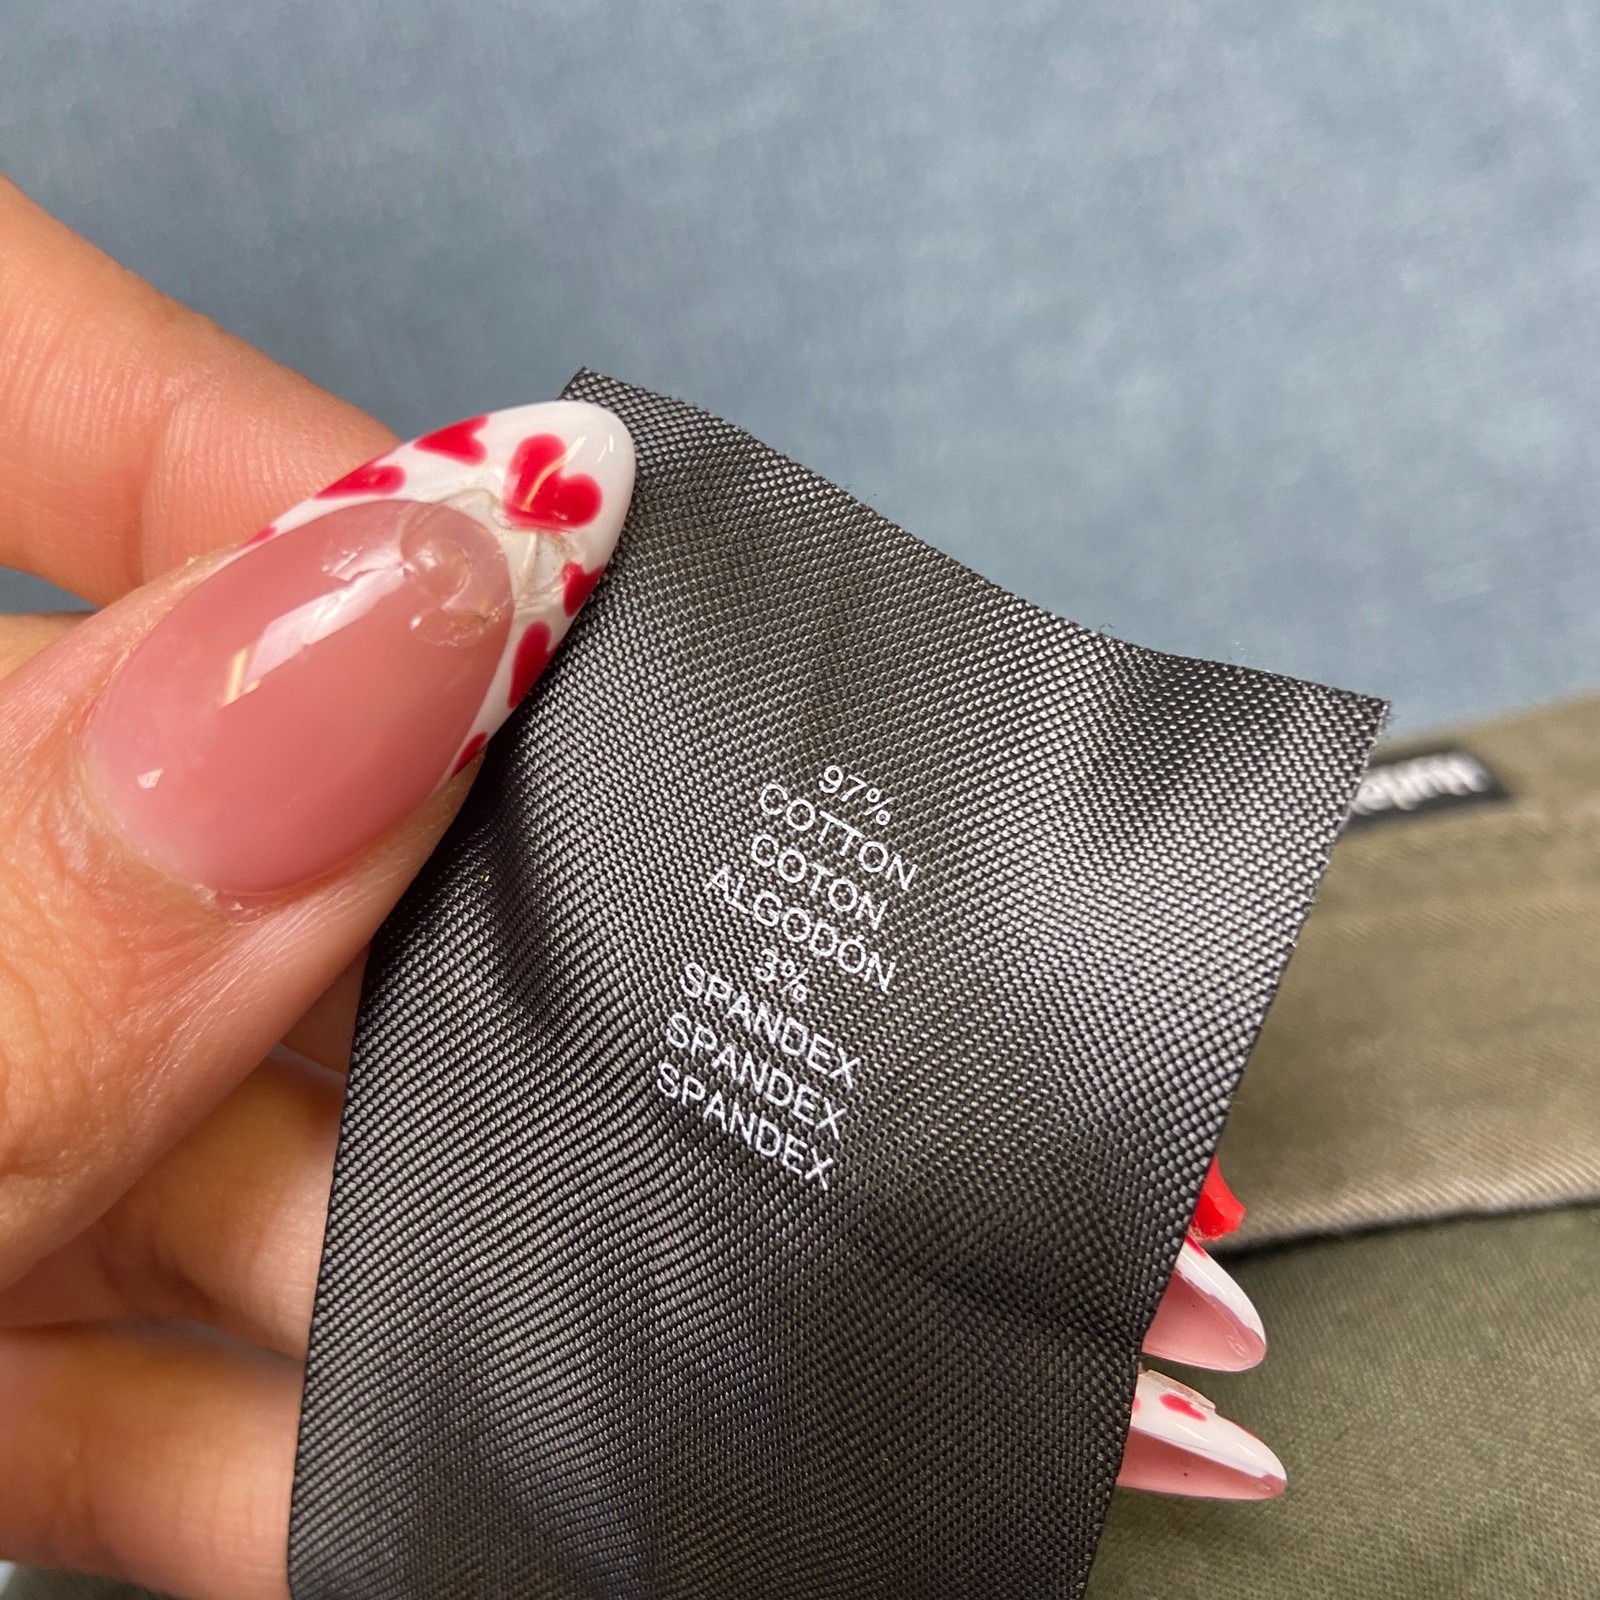 97%
COTTON
COTON
ALGODÓN
3%
SPANDEX
SPANDEX
SPANDEX